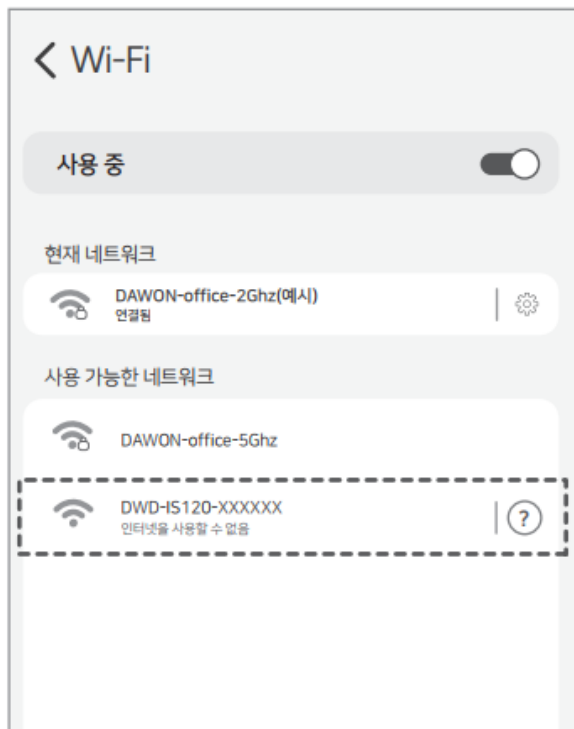 Wi-Fi
사용 중
현재 네트워크
DAWON-office-2Ghz(예시)
연결됨
사용 가능한 네트워크
DAWON-office-5Ghz
DWD-IS120-XXXXXX
인터넷을 사용할 수 없음
?